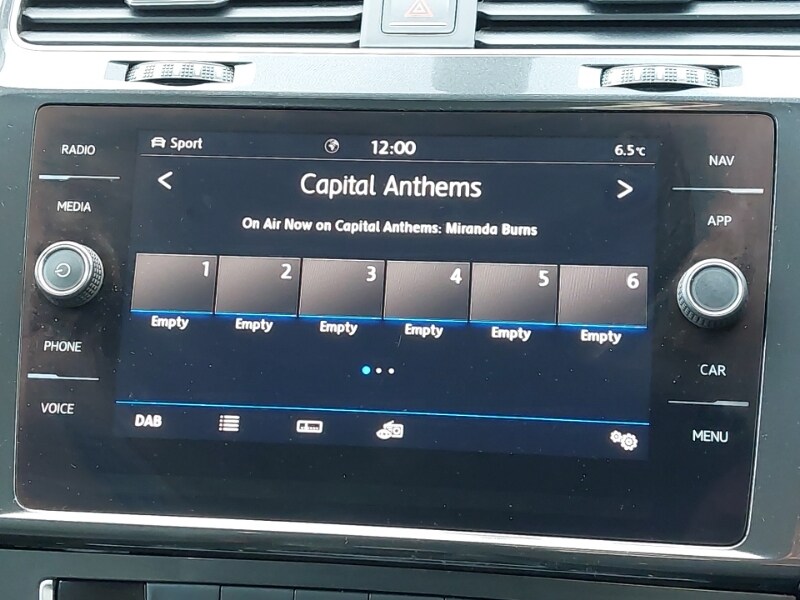 RADIO
MEDIA
PHONE
VOICE
Sport 12:00 6.5°C
< Capital Anthems >
On Air Now on Capital Anthems: Miranda Burns
1 2 3 4 5 6
Empty Empty Empty Empty Empty Empty
DAB
NAV
APP
CAR
MENU